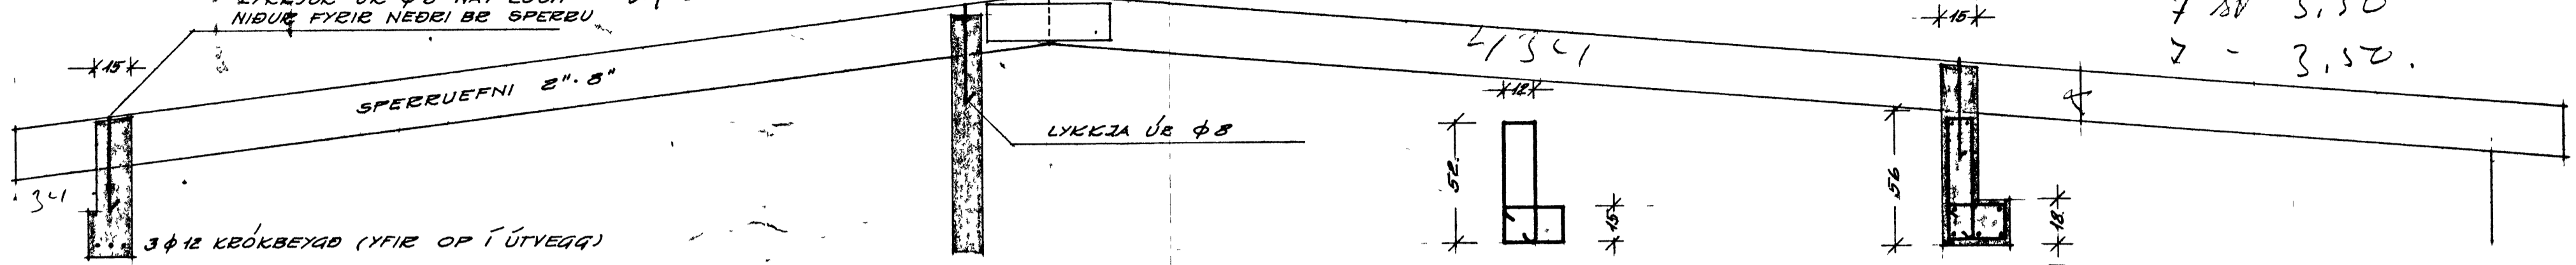 NIÐUR FYRIR NEÐRI BR SPERRU
15
SPERRUEFNI 2"·8"
LYKKJA ÚR φ8
3φ12 KRÓKBEYGÐ (YFIR OP Í ÚTVEGG)
12
52
15
15
56
18
3,50
7 - 3,50.